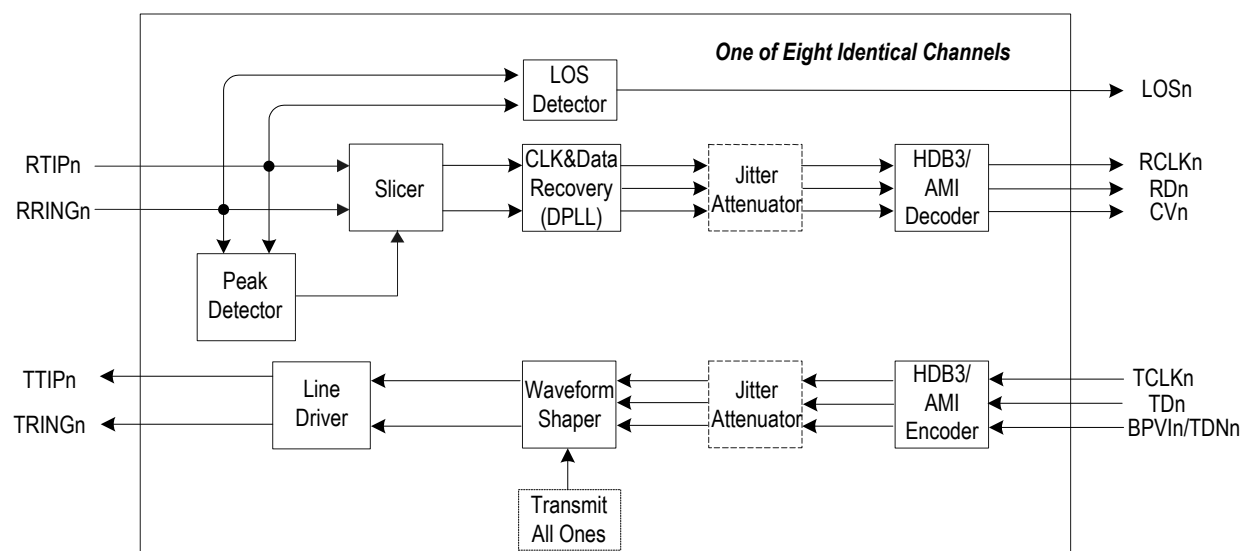 One of Eight Identical Channels
LOS
Detector
LOSn
RTIPn
RRINGn
Slicer
CLK&Data
Recovery
(DPLL)
Jitter
Attenuator
HDB3/
AMI
Decoder
RCLKn
RDn
CVn
Peak
Detector
TTIPn
TRINGn
Line
Driver
Waveform
Shaper
Jitter
Attenuator
HDB3/
AMI
Encoder
TCLKn
TDn
BPVIn/TDNn
Transmit
All Ones